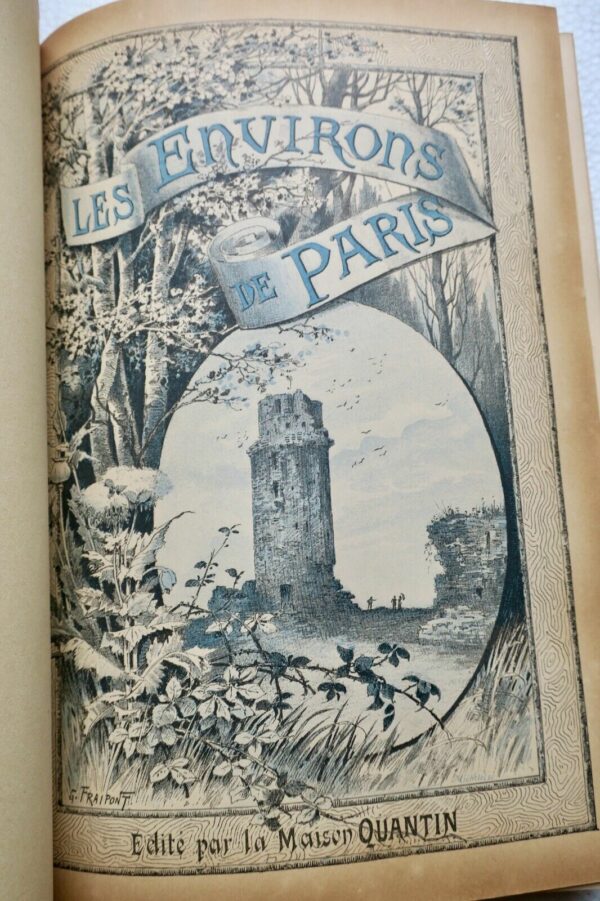 LES ENVIRONS
DE PARIS
G. FRAIPONT.
Edité par la Maison QUANTIN